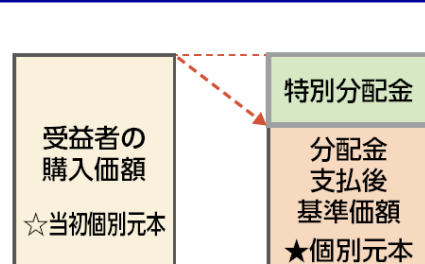 受益者の
購入価額
☆当初個別元本
特別分配金
分配金
支払後
基準価額
★個別元本